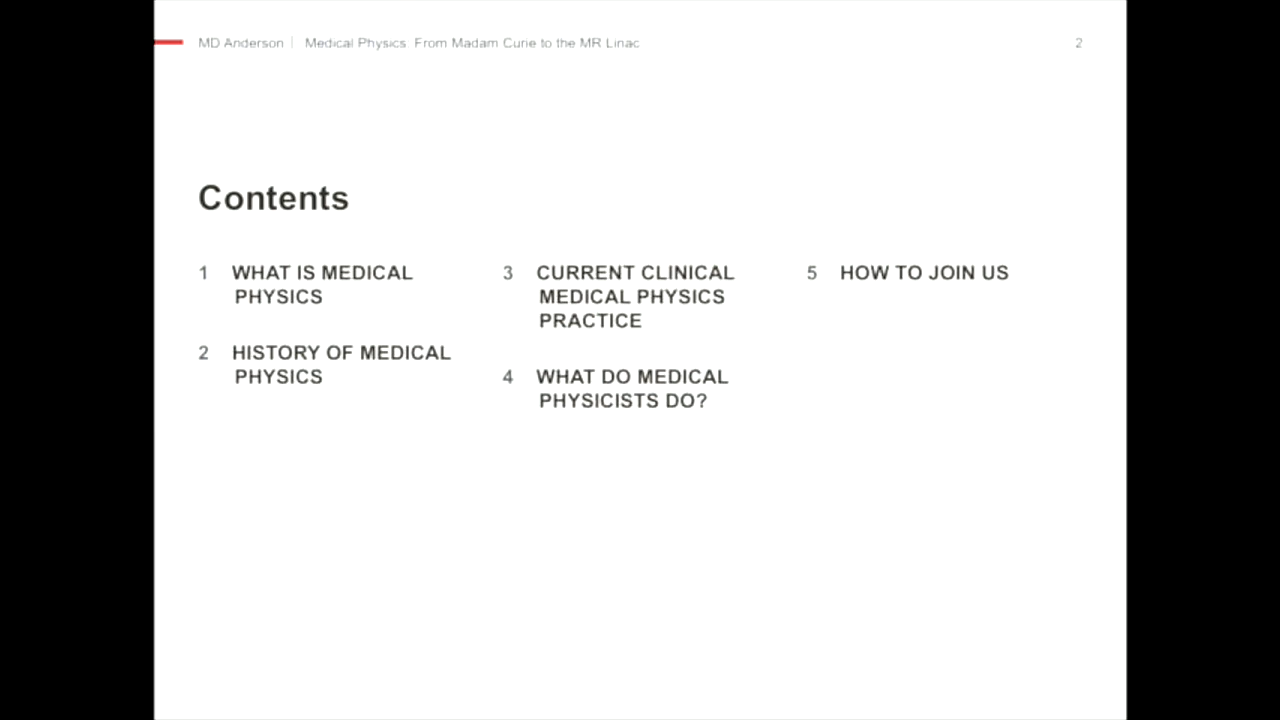 MD Anderson | Medical Physics From Madam Curie to the MR Linac 2
Contents
1 WHAT IS MEDICAL
PHYSICS
2 HISTORY OF MEDICAL
PHYSICS
3 CURRENT CLINICAL
MEDICAL PHYSICS
PRACTICE
4 WHAT DO MEDICAL
PHYSICISTS DO?
5 HOW TO JOIN US